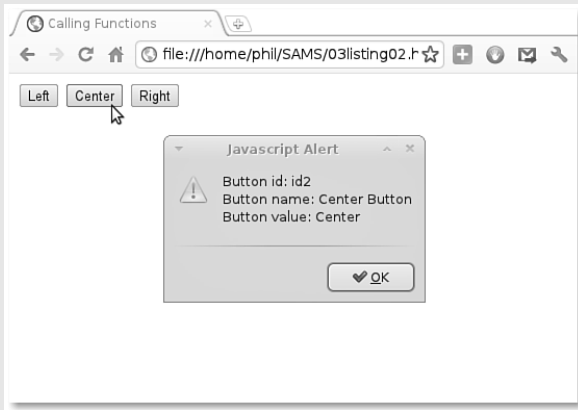 Calling Functions
file:///home/phil/SAMS/03listing02.h
Left Center Right
Javascript Alert
Button id: id2
Button name: Center Button
Button value: Center
OK